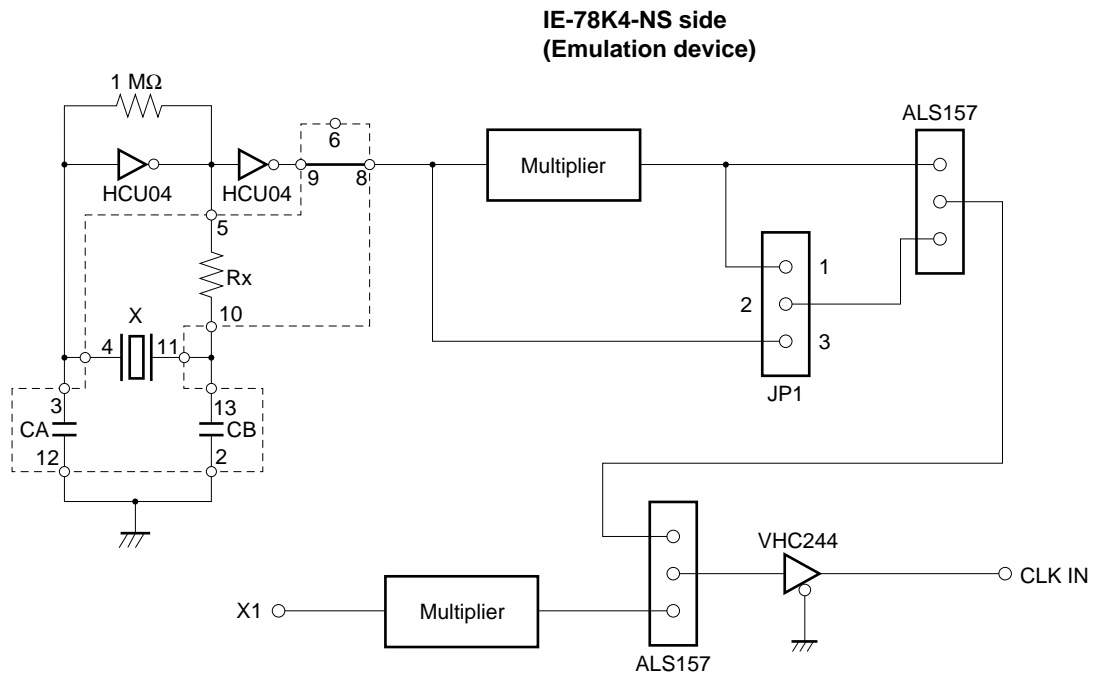 IE-78K4-NS side
(Emulation device)
1 MΩ
ALS157
6
Multiplier
HCU04
HCU04
9
8
5
Rx
1
2
3
JP1
X
10
4
11
3
13
CA
CB
12
2
VHC244
CLK IN
X1
Multiplier
ALS157